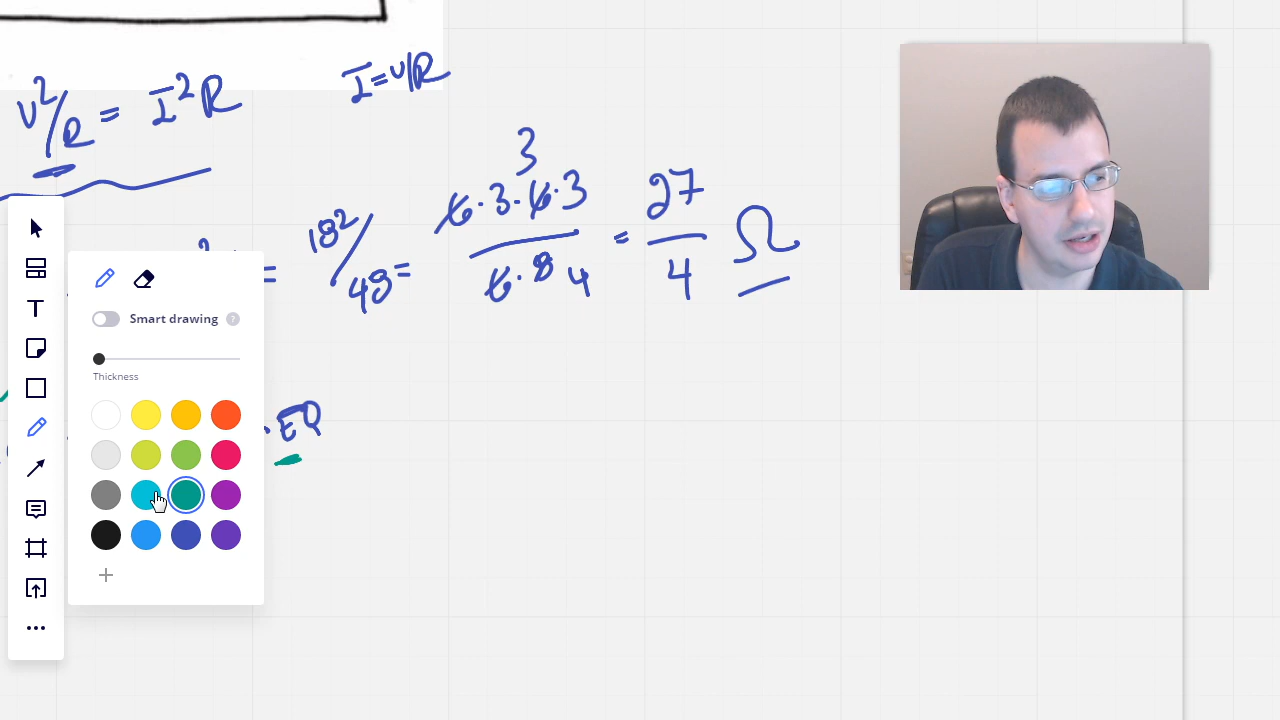 I = V/R
V²/R = I²R
3
= 18²/48 = 6·3·6·3 / 6·8 4 = 27/4 Ω
Smart drawing ?
Thickness
· EQ
T